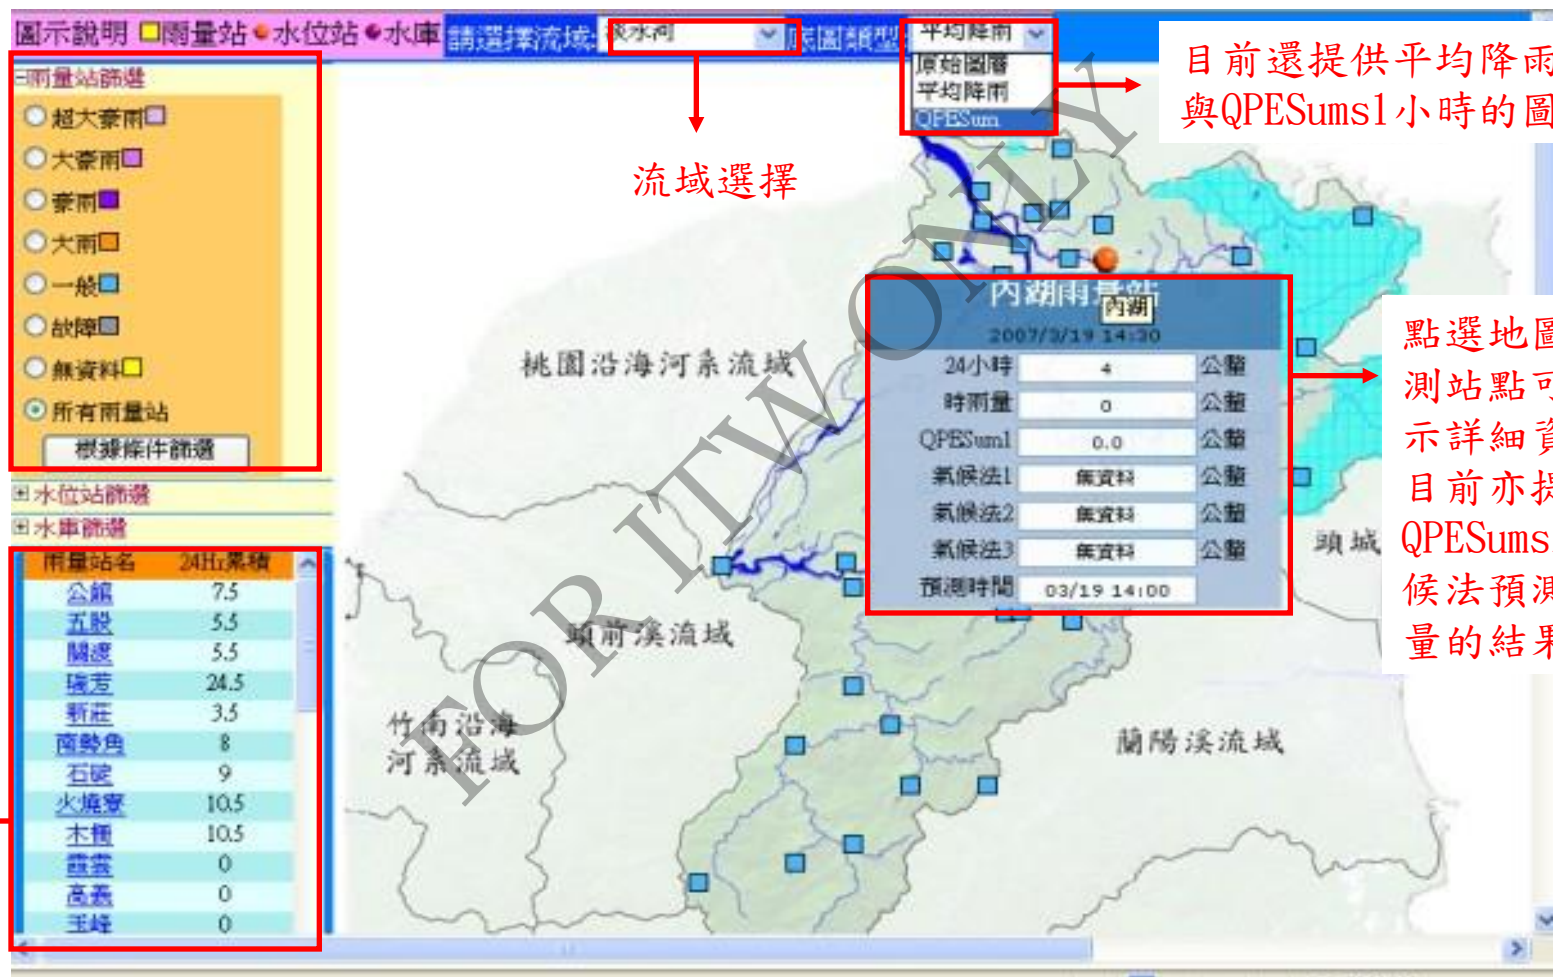 圖示說明 雨量站 水位站 水庫 請選擇流域: 淡水河 底圖類型: 平均降雨
原始圖層
平均降雨
QPESum
目前還提供平均降雨
與QPESums1小時的圖
流域選擇
雨量站篩選
超大豪雨
大豪雨
豪雨
大雨
一般
故障
無資料
所有雨量站
根據條件篩選
水位站篩選
水庫篩選
雨量站名 24Hr累積
公館 7.5
五股 5.5
關渡 5.5
瑞芳 24.5
新莊 3.5
南勢角 8
石碇 9
火燒寮 10.5
木柵 10.5
霞雲 0
高義 0
玉峰 0
桃園沿海河系流域
頭前溪流域
竹南沿海
河系流域
蘭陽溪流域
頭城
內湖雨量站
內湖
2007/3/19 14:30
24小時 4 公釐
時雨量 0 公釐
QPESum1 0.0 公釐
氣候法1 無資料 公釐
氣候法2 無資料 公釐
氣候法3 無資料 公釐
預測時間 03/19 14:00
點選地圖
測站點可
示詳細資
目前亦提
QPESums
候法預測
量的結果
FOR ITW ONLY